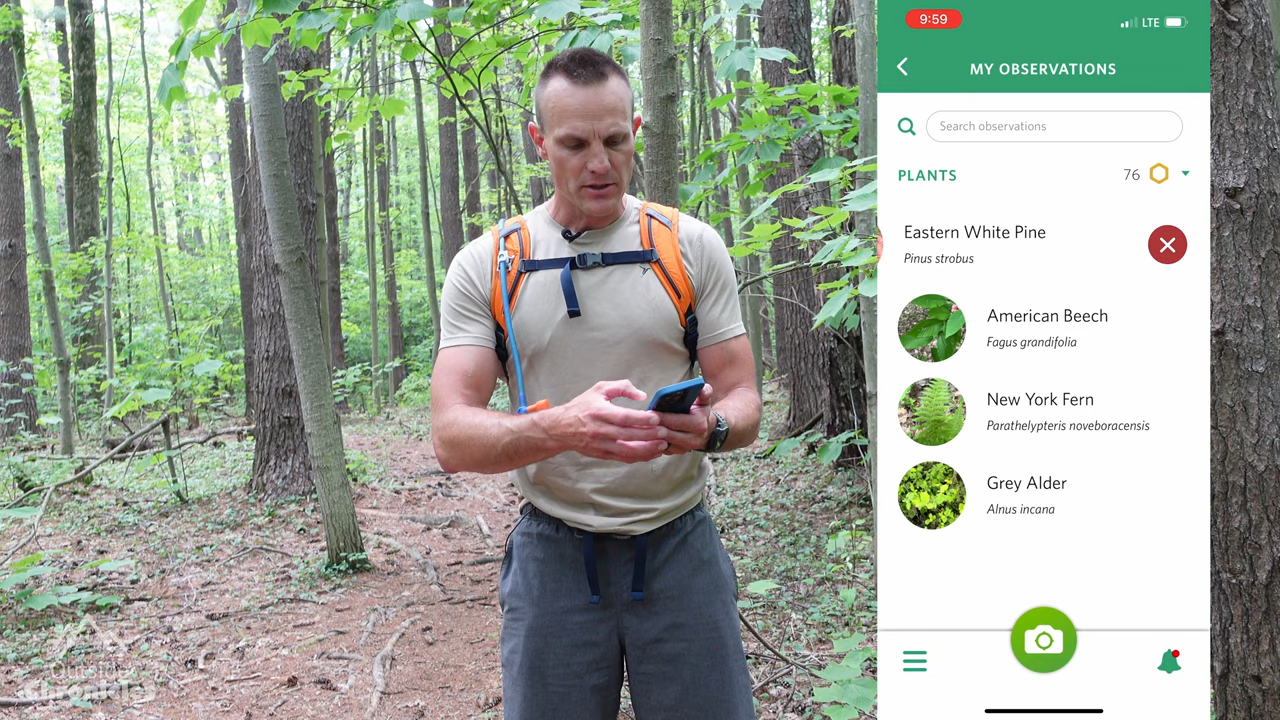 9:59
LTE
MY OBSERVATIONS
Search observations
PLANTS
76
Eastern White Pine
Pinus strobus
American Beech
Fagus grandifolia
New York Fern
Parathelypteris noveboracensis
Grey Alder
Alnus incana
Chronicles